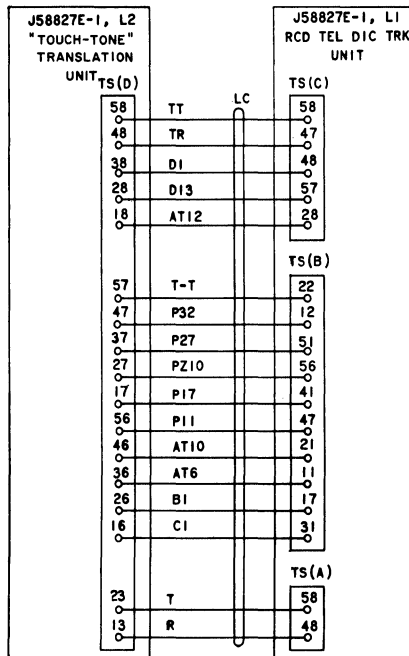 J58827E-1, L2
"TOUCH-TONE"
TRANSLATION
UNIT
TS(D)
J58827E-1, L1
RCD TEL DIC TRK
UNIT
TS(C)
LC
58 TT 58
48 TR 47
38 D1 48
28 D13 57
18 AT12 28
TS(B)
57 T-T 22
47 P32 12
37 P27 51
27 PZ10 56
17 P17 41
56 P11 47
46 AT10 21
36 AT6 11
26 B1 17
16 C1 31
TS(A)
23 T 58
13 R 48